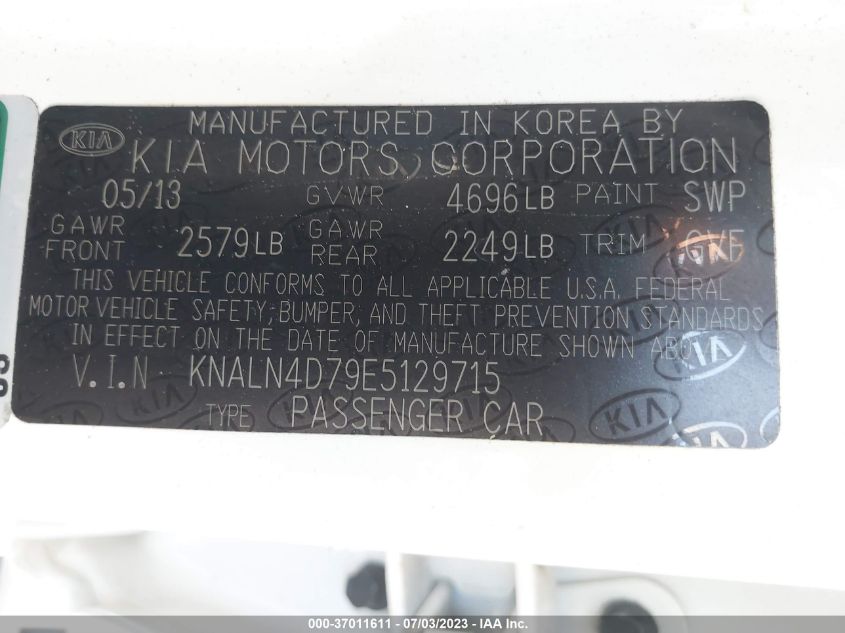 MANUFACTURED IN KOREA BY
KIA KIA MOTORS CORPORATION
05/13 GVWR 4696LB PAINT SWP
GAWR FRONT 2579LB GAWR REAR 2249LB TRIM
THIS VEHICLE CONFORMS TO ALL APPLICABLE U.S.A. FEDERAL
MOTOR VEHICLE SAFETY, BUMPER, AND THEFT PREVENTION STANDARDS
IN EFFECT ON THE DATE OF MANUFACTURE SHOWN
V.I.N KNALN4D79E5129715
TYPE PASSENGER CAR
000-37011611 - 07/03/2023 - IAA Inc.